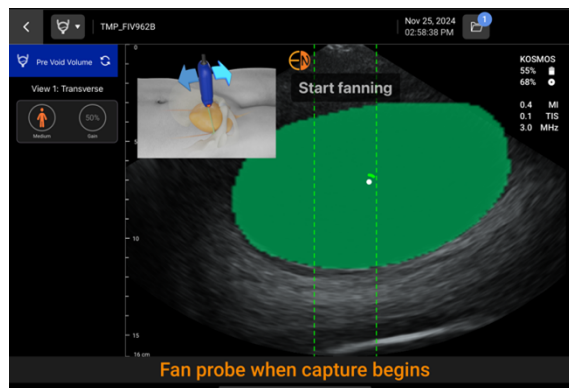 TMP_FIV962B
Nov 25, 2024
02:58:38 PM
1
Pre Void Volume
View 1: Transverse
Medium
50%
Gain
Start fanning
KOSMOS
55%
68%
0.4 MI
0.1 TIS
3.0 MHz
0
5
10
15
16 cm
Fan probe when capture begins